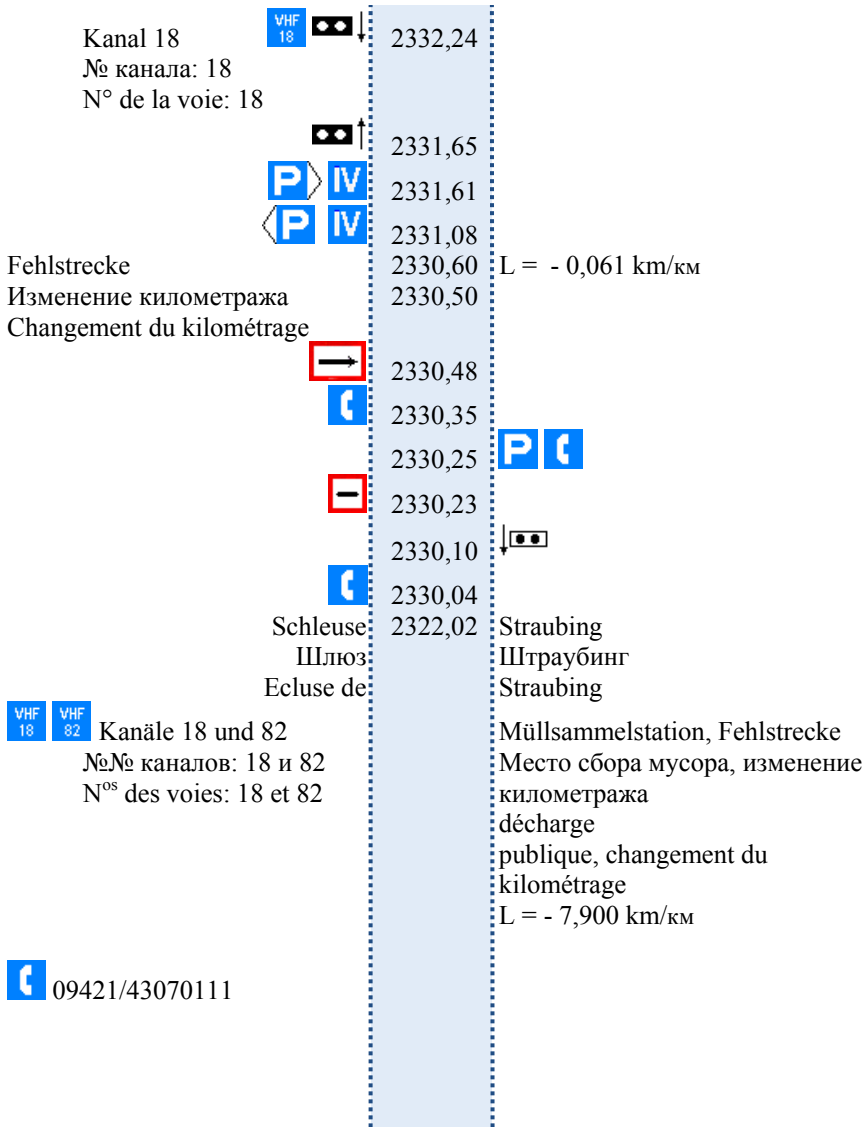 Kanal 18 VHF 18 2332,24
№ канала: 18
N° de la voie: 18
2331,65
P IV 2331,61
P IV 2331,08
Fehlstrecke 2330,60 L = - 0,061 km/км
Изменение километража 2330,50
Changement du kilométrage
2330,48
2330,35
2330,25 P
2330,23
2330,10
2330,04
Schleuse 2322,02 Straubing
Шлюз Штраубинг
Ecluse de Straubing
VHF 18 VHF 82 Kanäle 18 und 82 Müllsammelstation, Fehlstrecke
№№ каналов: 18 и 82 Место сбора мусора, изменение
Nos des voies: 18 et 82 километража
décharge
publique, changement du
kilométrage
L = - 7,900 km/км
09421/43070111